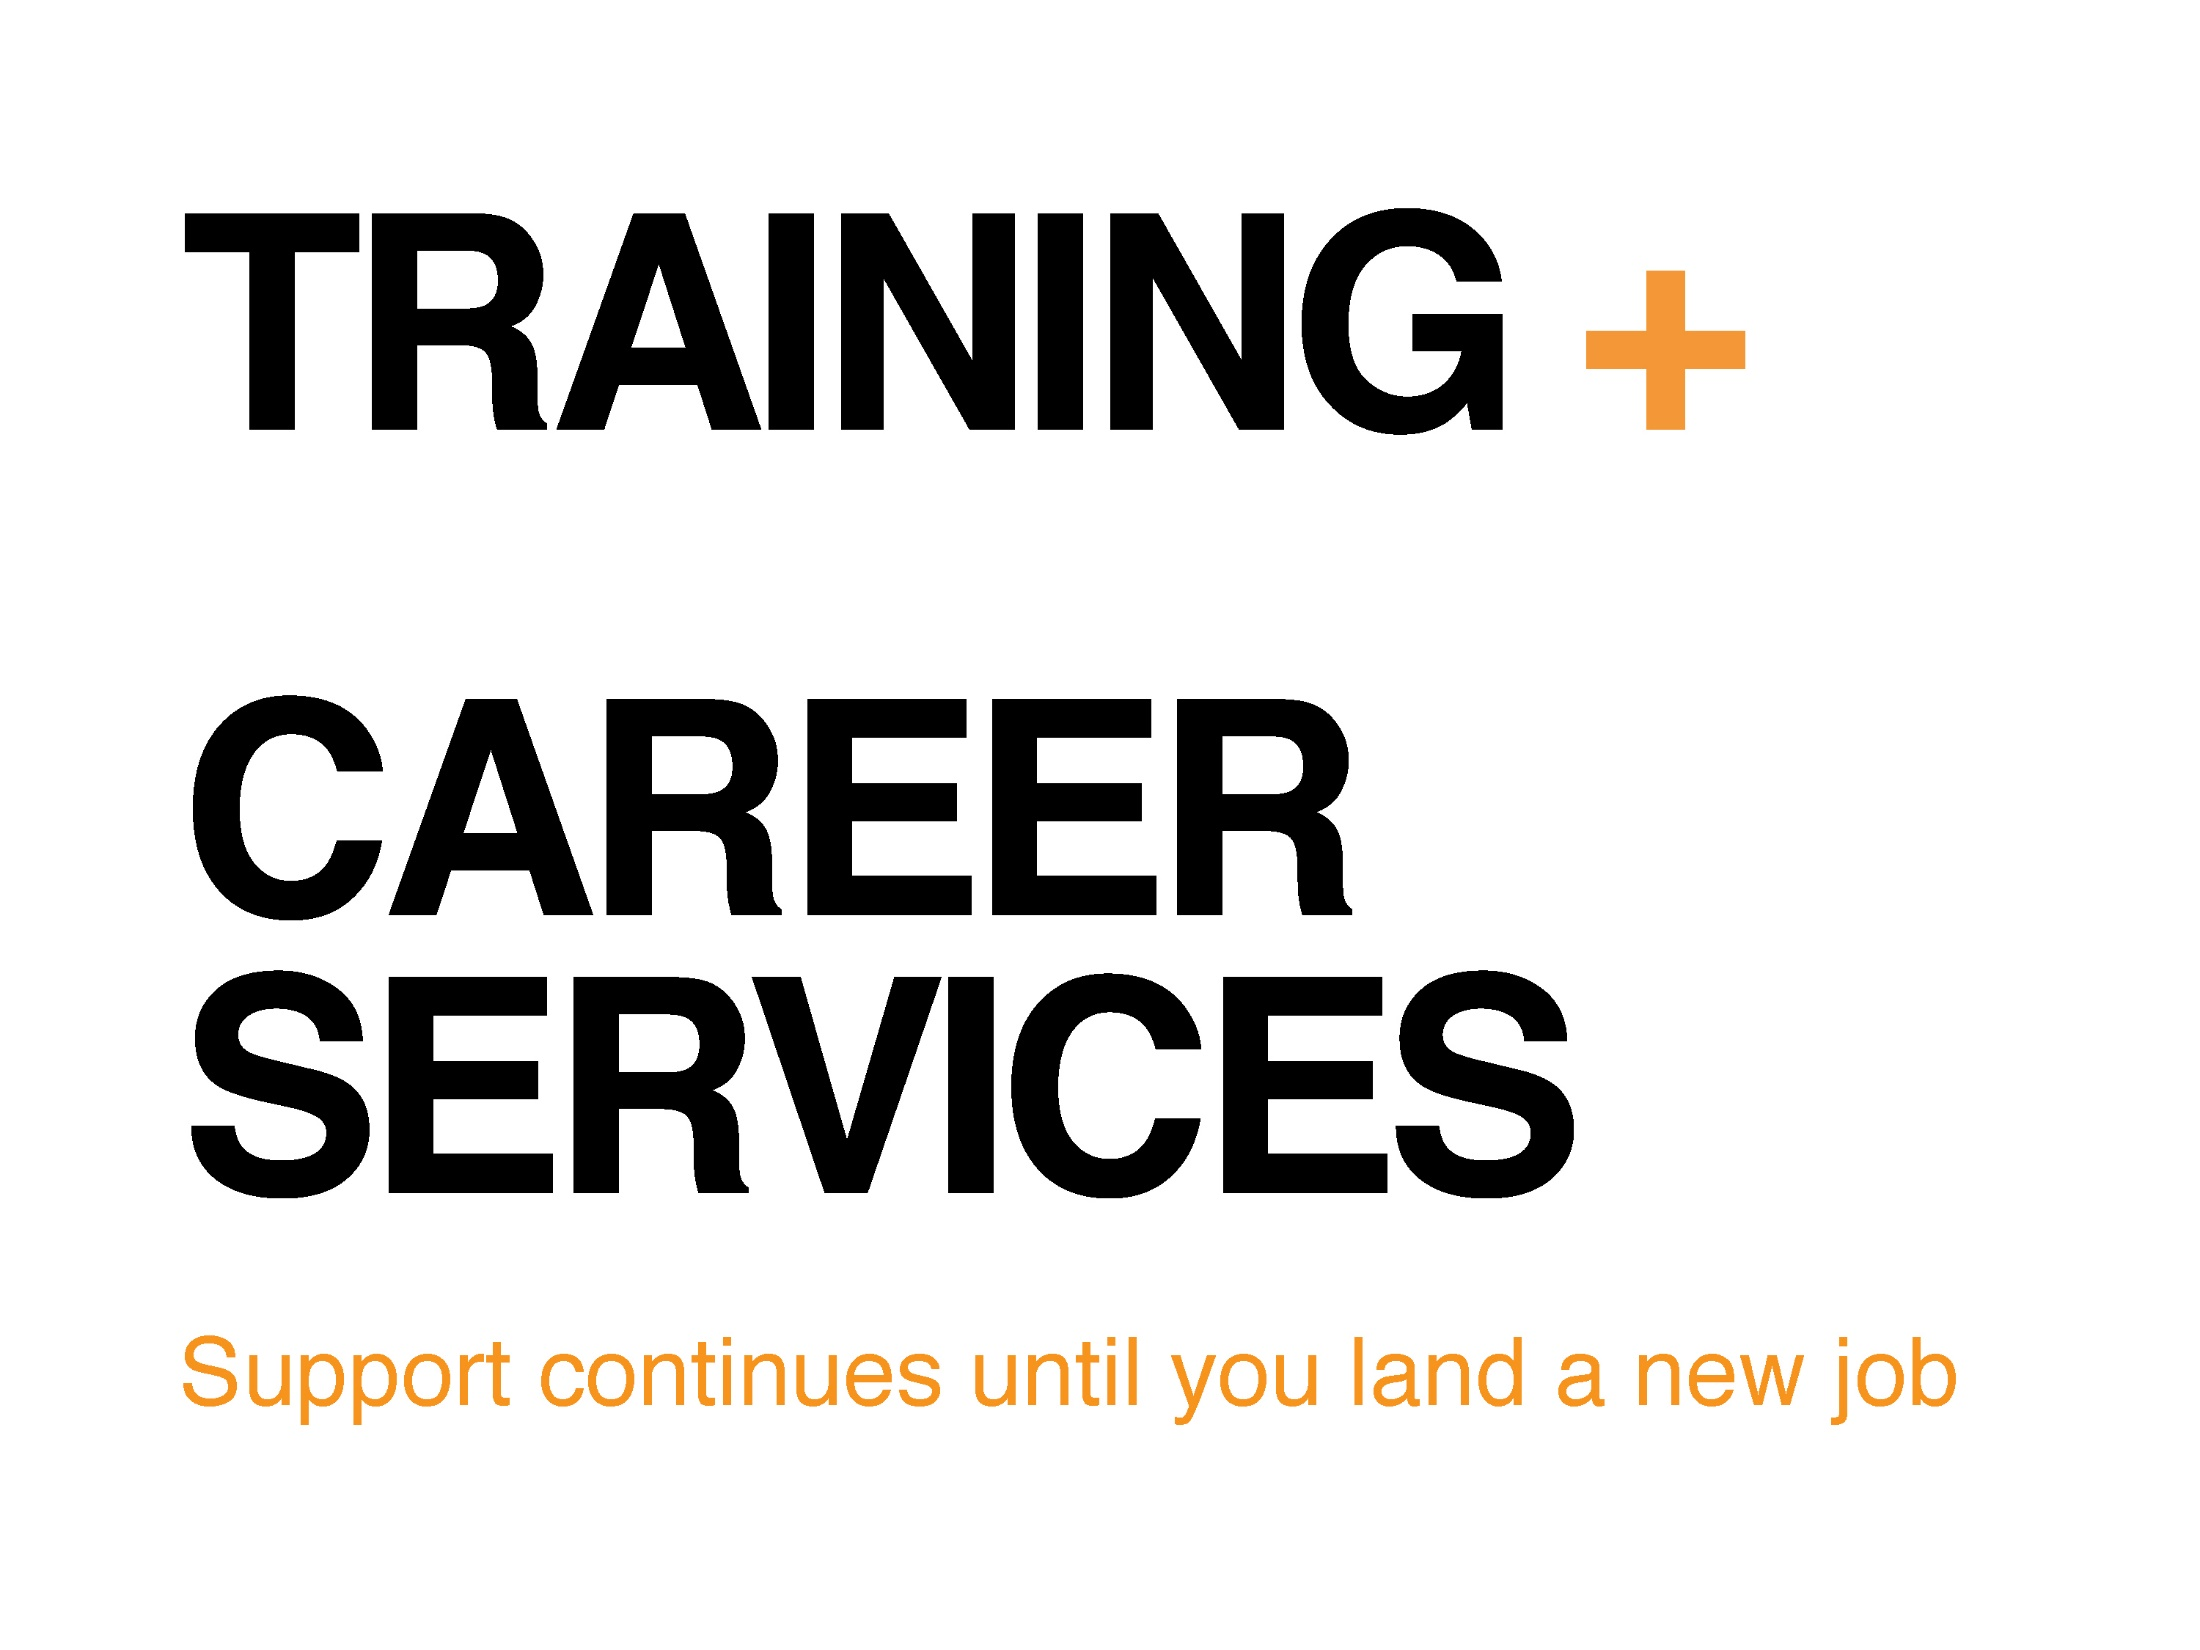 TRAINING +
CAREER
SERVICES
Support continues until you land a new job